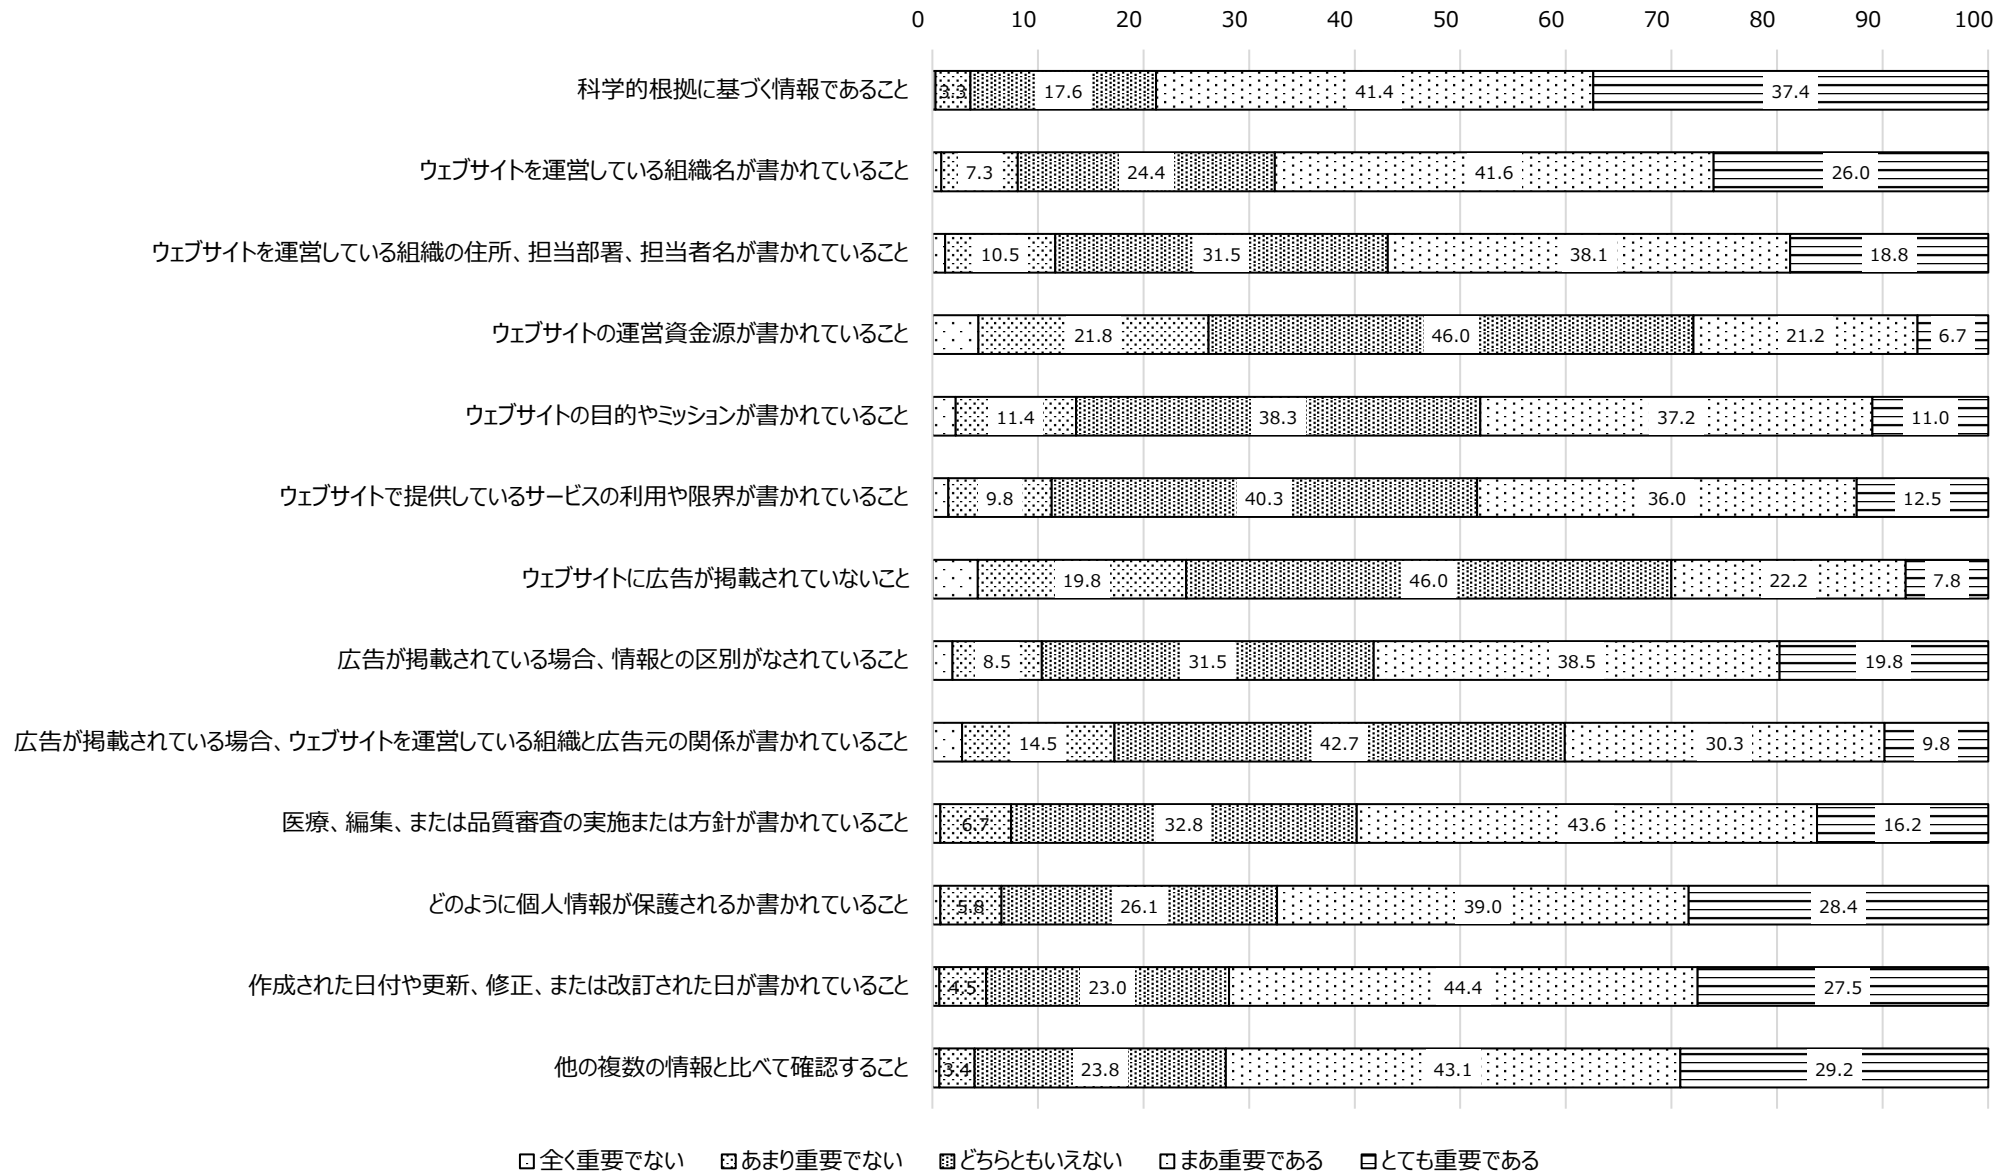 0 10 20 30 40 50 60 70 80 90 100
科学的根拠に基づく情報であること 3.3 17.6 41.4 37.4
ウェブサイトを運営している組織名が書かれていること 7.3 24.4 41.6 26.0
ウェブサイトを運営している組織の住所、担当部署、担当者名が書かれていること 10.5 31.5 38.1 18.8
ウェブサイトの運営資金源が書かれていること 21.8 46.0 21.2 6.7
ウェブサイトの目的やミッションが書かれていること 11.4 38.3 37.2 11.0
ウェブサイトで提供しているサービスの利用や限界が書かれていること 9.8 40.3 36.0 12.5
ウェブサイトに広告が掲載されていないこと 19.8 46.0 22.2 7.8
広告が掲載されている場合、情報との区別がなされていること 8.5 31.5 38.5 19.8
広告が掲載されている場合、ウェブサイトを運営している組織と広告元の関係が書かれていること 14.5 42.7 30.3 9.8
医療、編集、または品質審査の実施または方針が書かれていること 6.7 32.8 43.6 16.2
どのように個人情報が保護されるか書かれていること 5.8 26.1 39.0 28.4
作成された日付や更新、修正、または改訂された日が書かれていること 4.5 23.0 44.4 27.5
他の複数の情報と比べて確認すること 3.4 23.8 43.1 29.2
全く重要でない あまり重要でない どちらともいえない まあ重要である とても重要である